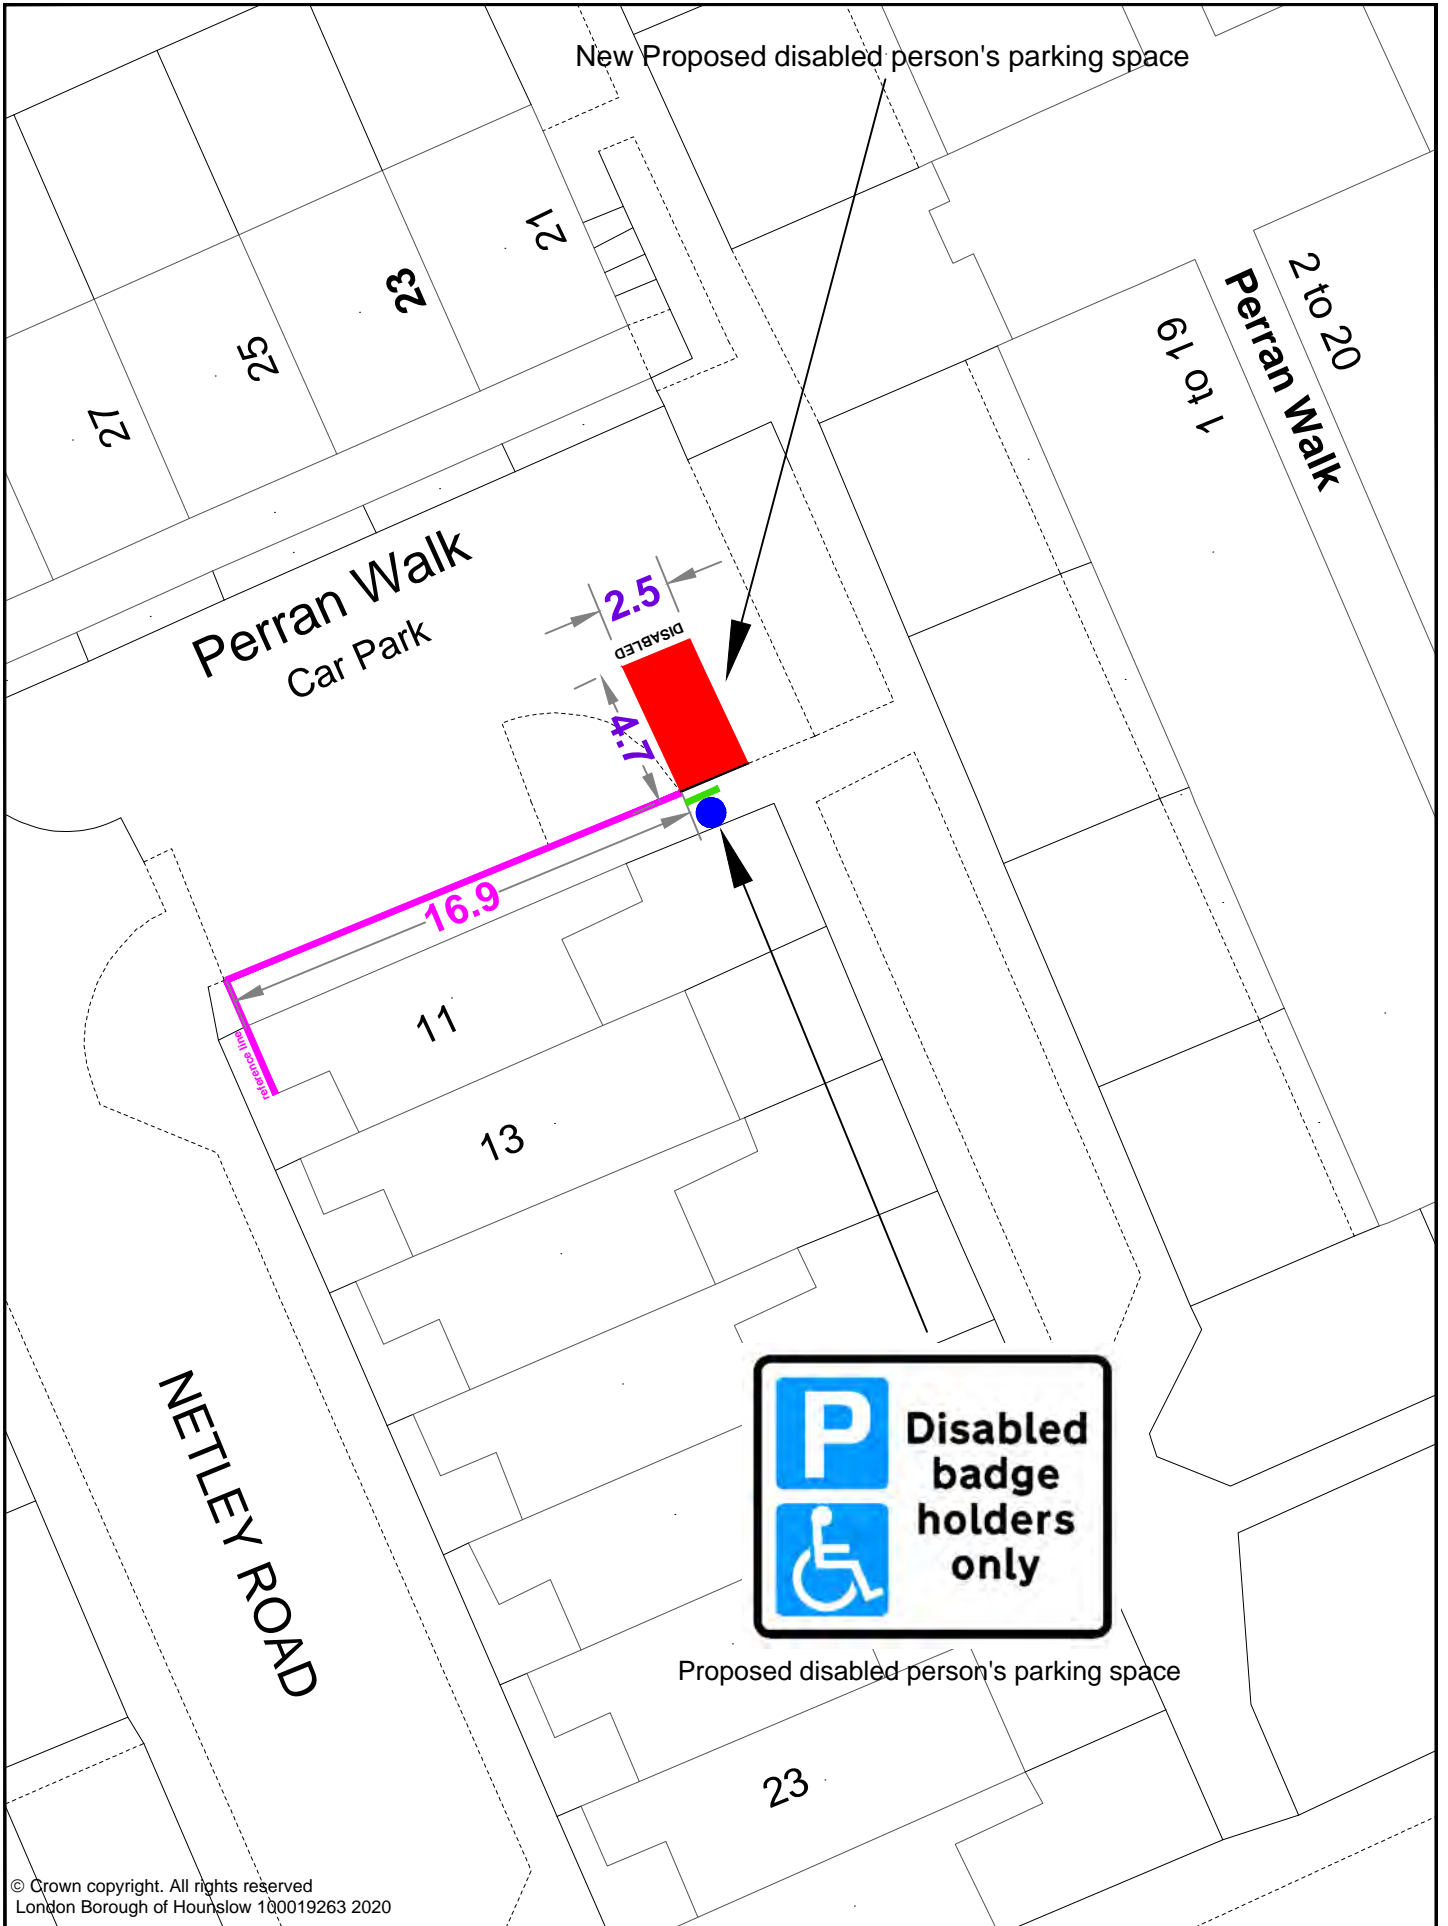 New Proposed disabled person's parking space
21
23
25
27
2 to 20
Perran Walk
1 to 19
Perran Walk
Car Park
2.5
DISABLED
4.7
16.9
reference line
11
13
NETLEY ROAD
P
Disabled
badge
holders
only
Proposed disabled person's parking space
23
© Crown copyright. All rights reserved
London Borough of Hounslow 100019263 2020